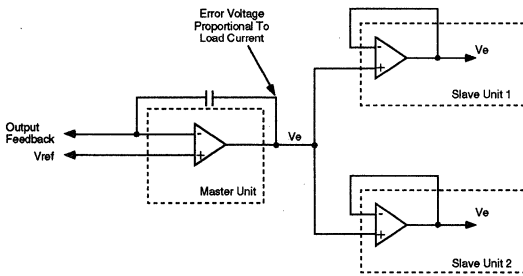 Error Voltage
Proportional To
Load Current
Ve
-
+
Slave Unit 1
Output
Feedback
Vref
-
+
Ve
Master Unit
Ve
-
+
Slave Unit 2